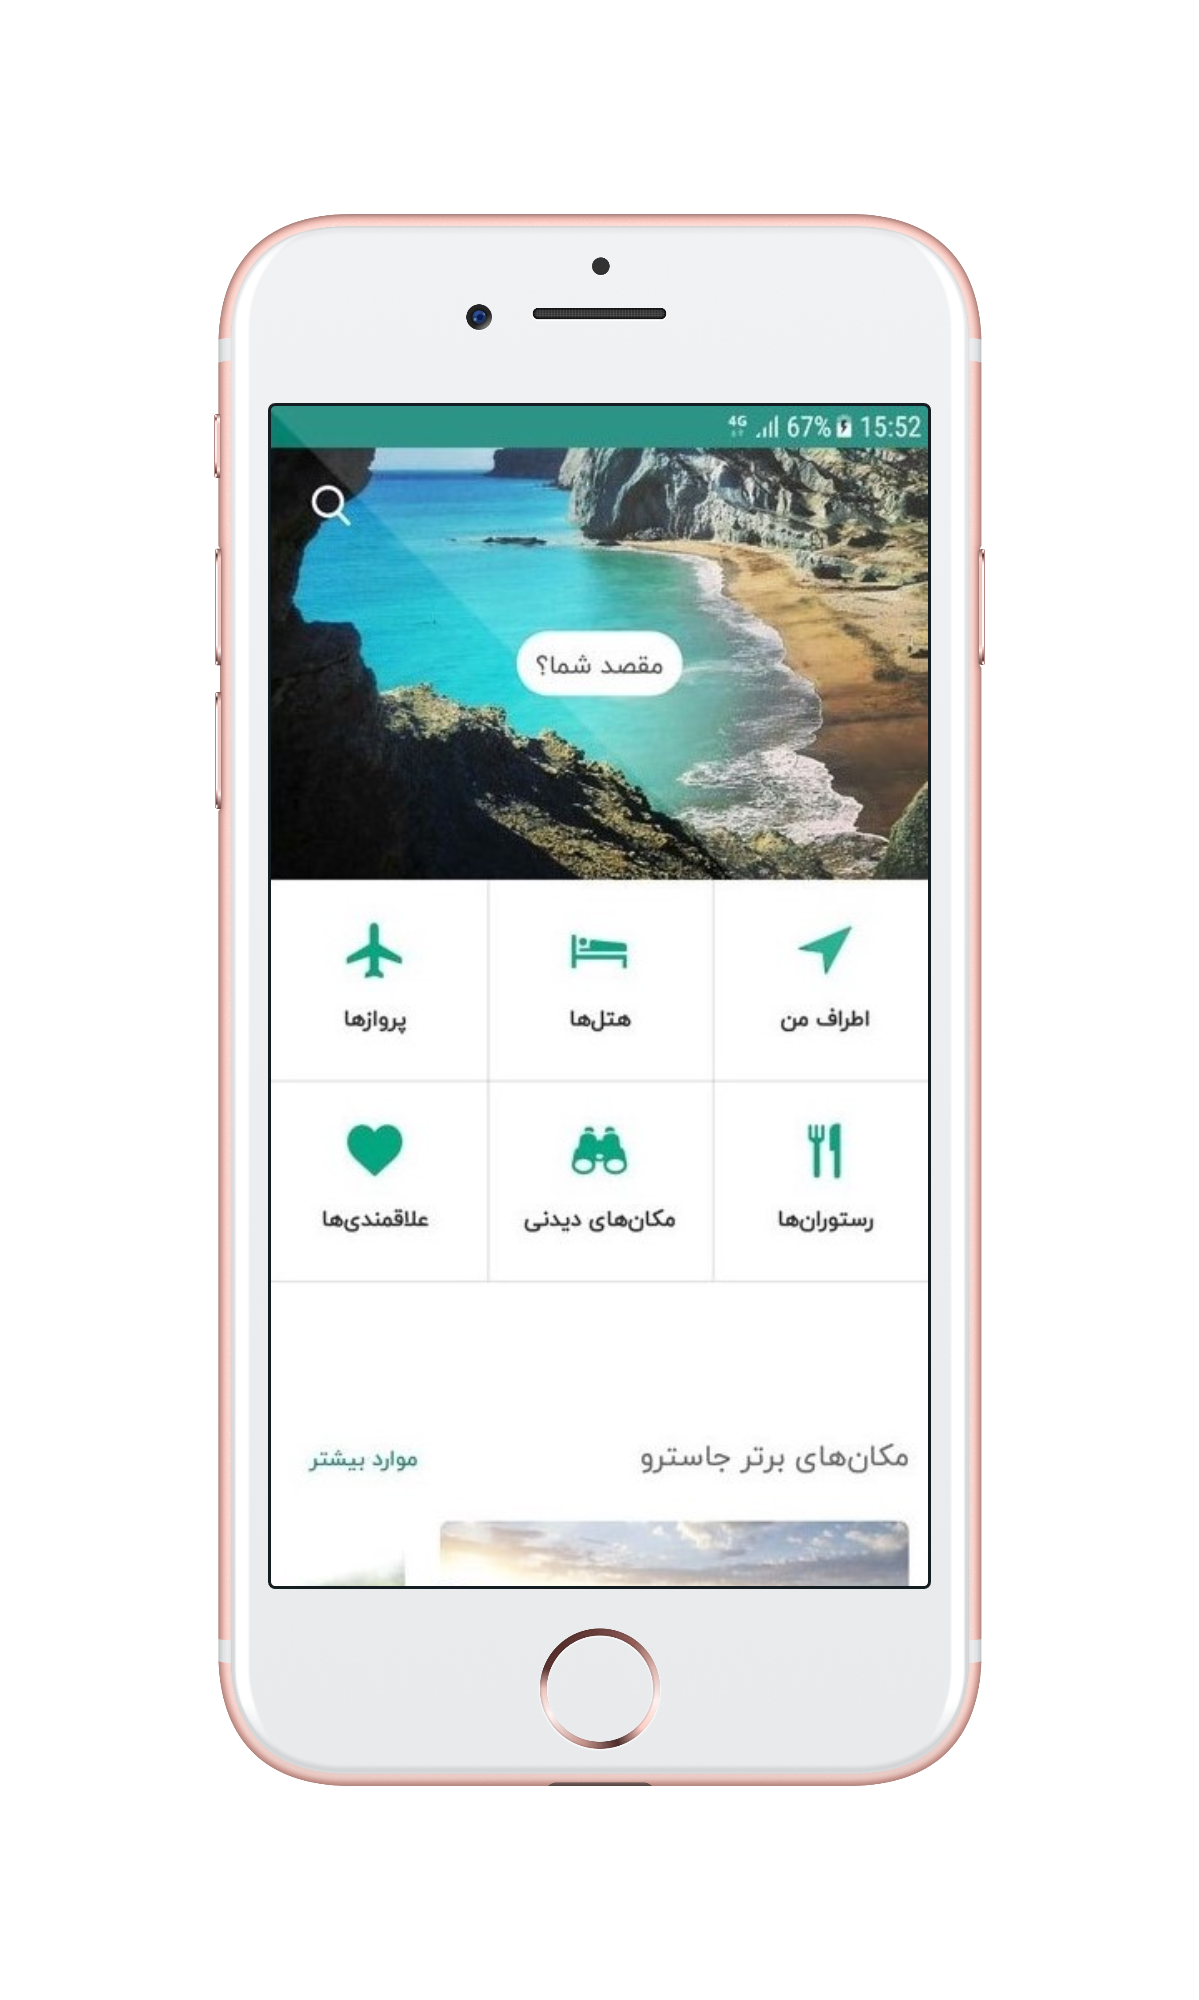 4G 67% 15:52
مقصد شما؟
اطراف من
هتل‌ها
پروازها
رستوران‌ها
مکان‌های دیدنی
علاقمندی‌ها
مکان‌های برتر جاسترو
موارد بیشتر